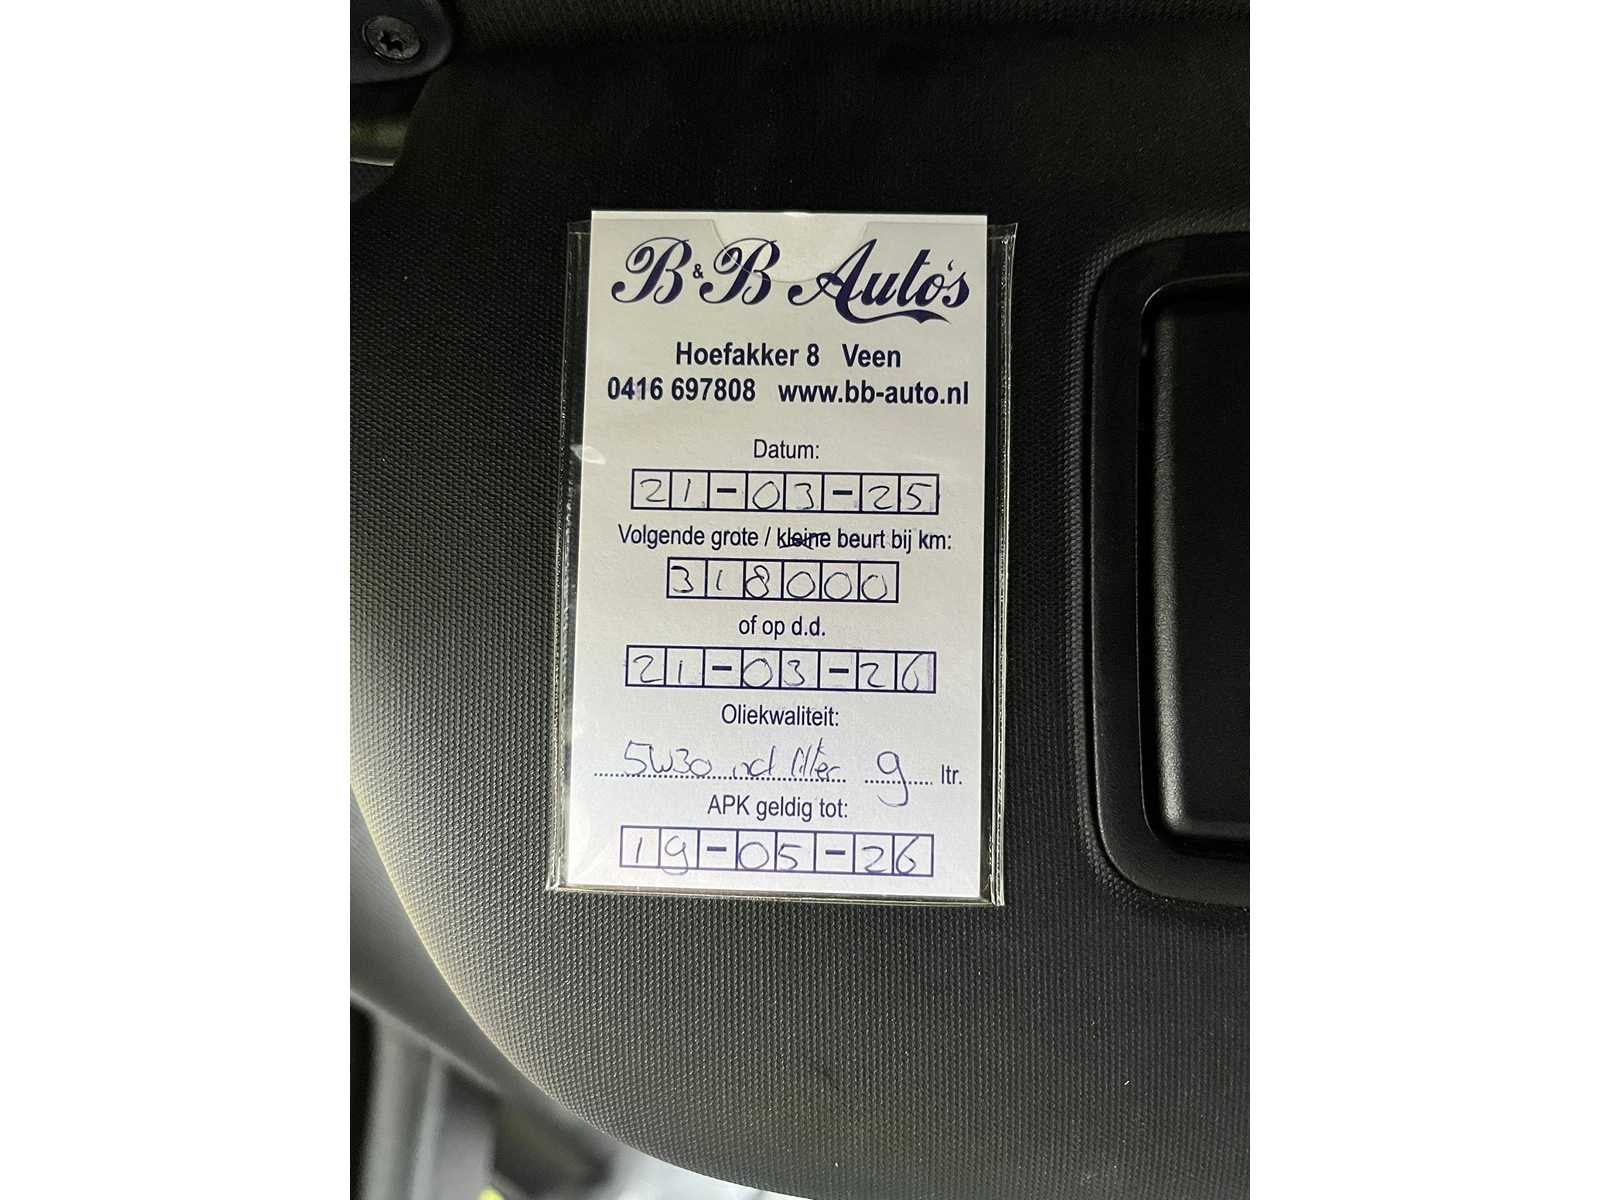 B & B Auto's
Hoefakker 8 Veen
0416 697808 www.bb-auto.nl
Datum:
21-03-25
Volgende grote / kleine beurt bij km:
318000
of op d.d.
21-03-26
Oliekwaliteit:
5W30 incl filter 9 ltr.
APK geldig tot:
19-05-26